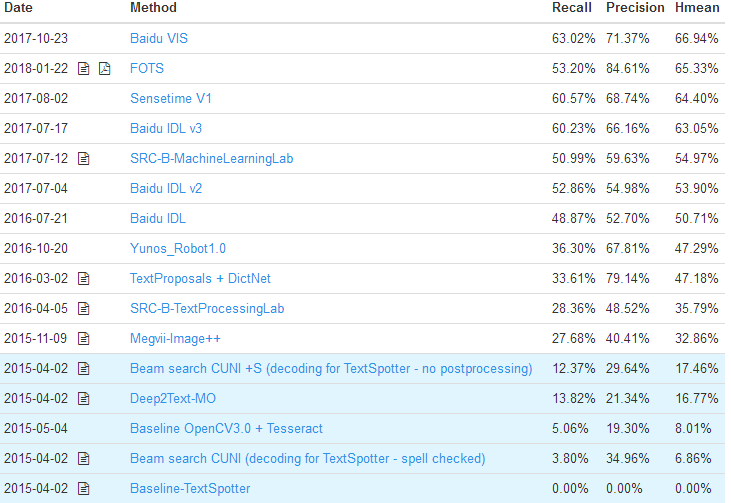 Date Method Recall Precision Hmean
2017-10-23 Baidu VIS 63.02% 71.37% 66.94%
2018-01-22 FOTS 53.20% 84.61% 65.33%
2017-08-02 Sensetime V1 60.57% 68.74% 64.40%
2017-07-17 Baidu IDL v3 60.23% 66.16% 63.05%
2017-07-12 SRC-B-MachineLearningLab 50.99% 59.63% 54.97%
2017-07-04 Baidu IDL v2 52.86% 54.98% 53.90%
2016-07-21 Baidu IDL 48.87% 52.70% 50.71%
2016-10-20 Yunos_Robot1.0 36.30% 67.81% 47.29%
2016-03-02 TextProposals + DictNet 33.61% 79.14% 47.18%
2016-04-05 SRC-B-TextProcessingLab 28.36% 48.52% 35.79%
2015-11-09 Megvii-Image++ 27.68% 40.41% 32.86%
2015-04-02 Beam search CUNI +S (decoding for TextSpotter - no postprocessing) 12.37% 29.64% 17.46%
2015-04-02 Deep2Text-MO 13.82% 21.34% 16.77%
2015-05-04 Baseline OpenCV3.0 + Tesseract 5.06% 19.30% 8.01%
2015-04-02 Beam search CUNI (decoding for TextSpotter - spell checked) 3.80% 34.96% 6.86%
2015-04-02 Baseline-TextSpotter 0.00% 0.00% 0.00%